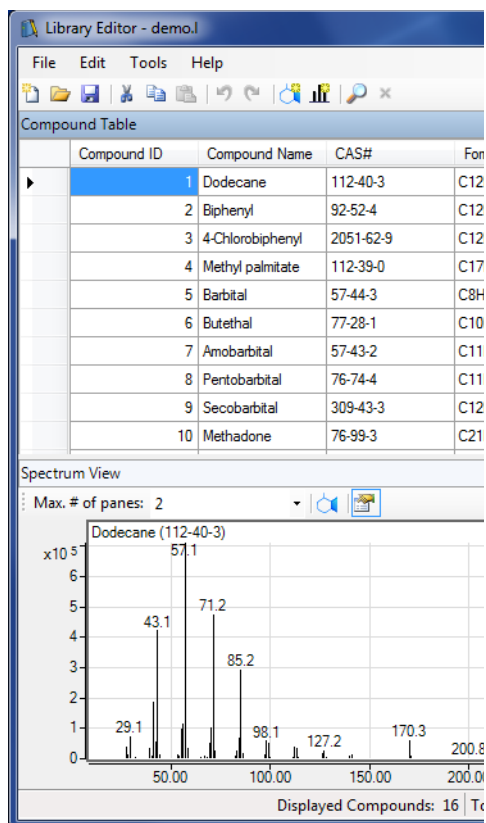 Library Editor - demo.l
File Edit Tools Help
Compound Table
Compound ID Compound Name CAS# For
1 Dodecane 112-40-3 C12
2 Biphenyl 92-52-4 C12
3 4-Chlorobiphenyl 2051-62-9 C12
4 Methyl palmitate 112-39-0 C17
5 Barbital 57-44-3 C8H
6 Butethal 77-28-1 C10
7 Amobarbital 57-43-2 C11
8 Pentobarbital 76-74-4 C11
9 Secobarbital 309-43-3 C12
10 Methadone 76-99-3 C21
Spectrum View
Max. # of panes: 2
Dodecane (112-40-3)
x10 5
57.1
6
5
71.2
43.1
4
3
85.2
2
1
29.1
98.1
127.2
170.3
200.8
0
50.00 100.00 150.00 200.00
Displayed Compounds: 16 To